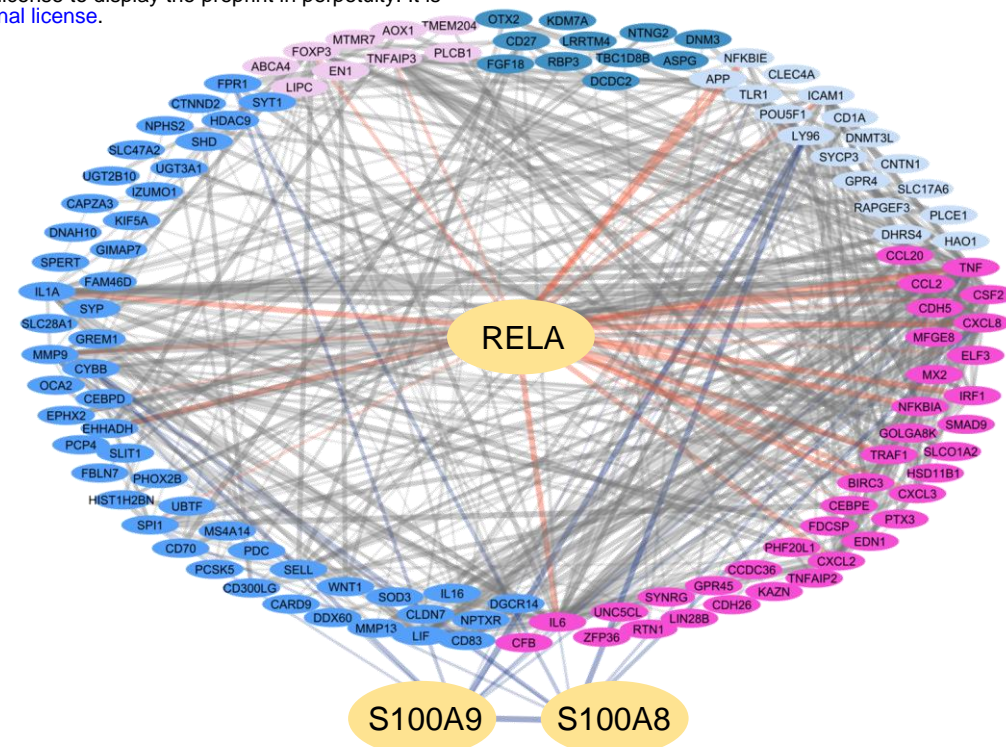 license to display the preprint in perpetuity. It is
nal license.
OTX2
KDM7A
AOX1
TMEM204
NTNG2
MTMR7
CD27
LRRTM4
DNM3
FOXP3
TNFAIP3
PLCB1
TBC1D8B
ASPG
NFKBIE
ABCA4
EN1
FGF18
RBP3
APP
CLEC4A
FPR1
LIPC
DCDC2
TLR1
ICAM1
CTNND2
SYT1
POU5F1
CD1A
NPHS2
HDAC9
LY96
DNMT3L
SLC47A2
SHD
SYCP3
CNTN1
UGT2B10
UGT3A1
GPR4
SLC17A6
CAPZA3
IZUMO1
RAPGEF3
PLCE1
DNAH10
KIF5A
DHRS4
HAO1
SPERT
GIMAP7
CCL20
TNF
IL1A
FAM46D
CCL2
CSF2
SLC28A1
SYP
CDH5
CXCL8
RELA
MMP9
GREM1
MFGE8
ELF3
OCA2
CYBB
MX2
IRF1
EPHX2
CEBPD
NFKBIA
SMAD9
PCP4
EHHADH
GOLGA8K
SLCO1A2
FBLN7
SLIT1
TRAF1
HSD11B1
HIST1H2BN
PHOX2B
BIRC3
CXCL3
SPI1
UBTF
CEBPE
PTX3
CD70
MS4A14
FDCSP
EDN1
PCSK5
PDC
PHF20L1
CXCL2
CD300LG
SELL
CCDC36
TNFAIP2
CARD9
WNT1
GPR45
KAZN
DDX60
SOD3
IL16
DGCR14
SYNRG
CDH26
MMP13
CLDN7
NPTXR
IL6
UNC5CL
LIN28B
LIF
CD83
CFB
ZFP36
RTN1
S100A9
S100A8